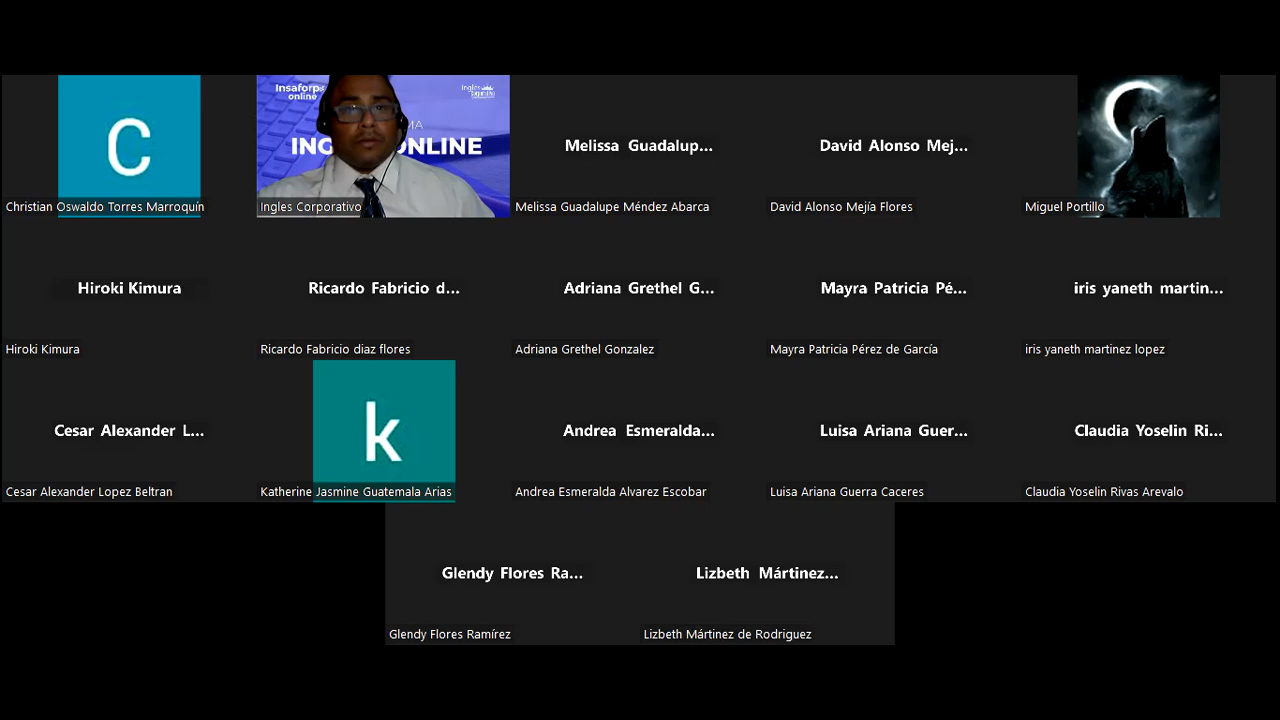 C
Christian Oswaldo Torres Marroquín
Insaforp
online
Inglés
ING NLINE
Ingles Corporativo
Melissa Guadalup...
Melissa Guadalupe Méndez Abarca
David Alonso Mej...
David Alonso Mejía Flores
Miguel Portillo
Hiroki Kimura
Hiroki Kimura
Ricardo Fabricio d...
Ricardo Fabricio diaz flores
Adriana Grethel G...
Adriana Grethel Gonzalez
Mayra Patricia Pé...
Mayra Patricia Pérez de García
iris yaneth martin...
iris yaneth martinez lopez
Cesar Alexander L...
Cesar Alexander Lopez Beltran
k
Katherine Jasmine Guatemala Arias
Andrea Esmeralda...
Andrea Esmeralda Alvarez Escobar
Luisa Ariana Guer...
Luisa Ariana Guerra Caceres
Claudia Yoselin Ri...
Claudia Yoselin Rivas Arevalo
Glendy Flores Ra...
Glendy Flores Ramírez
Lizbeth Mártinez...
Lizbeth Mártinez de Rodriguez